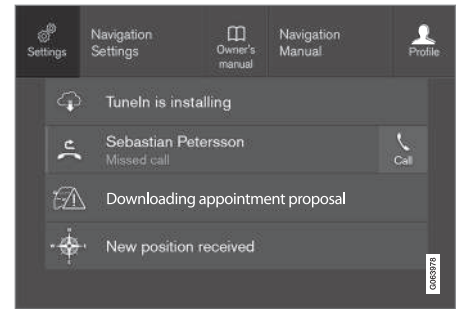 Settings
Navigation
Settings
Owner's
manual
Navigation
Manual
Profile
TuneIn is installing
Sebastian Petersson
Missed call
Call
Downloading appointment proposal
New position received
G063978